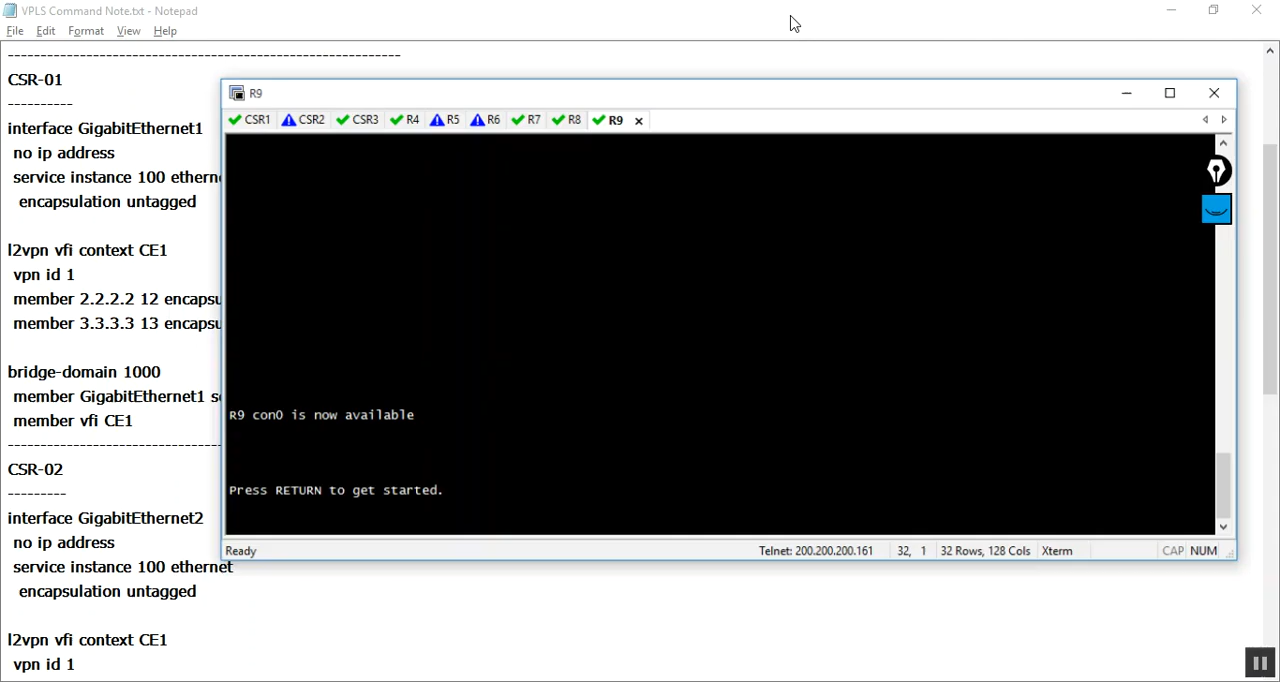 VPLS Command Note.txt - Notepad
File Edit Format View Help
------------------------------------------------------------
CSR-01
----------
interface GigabitEthernet1
no ip address
service instance 100 ethern
encapsulation untagged
l2vpn vfi context CE1
vpn id 1
member 2.2.2.2 12 encapsu
member 3.3.3.3 13 encapsu
bridge-domain 1000
member GigabitEthernet1 s
member vfi CE1
---------------------------------
CSR-02
---------
interface GigabitEthernet2
no ip address
service instance 100 ethernet
encapsulation untagged
l2vpn vfi context CE1
vpn id 1
R9
CSR1 CSR2 CSR3 R4 R5 R6 R7 R8 R9
R9 con0 is now available
Press RETURN to get started.
Ready Telnet: 200.200.200.161 32, 1 32 Rows, 128 Cols Xterm CAP NUM